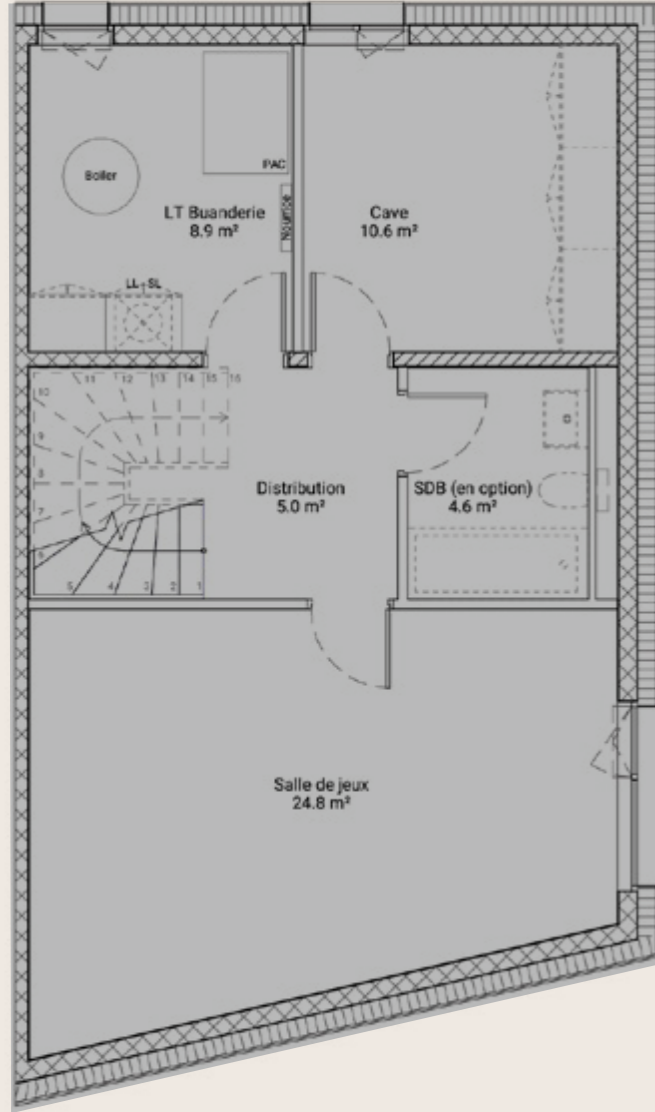 Boiler
PAC
Nourrice
LT Buanderie
8.9 m²
Cave
10.6 m²
LL
SL
11
12
13
14
15
16
10
9
8
7
6
5
4
3
2
1
Distribution
5.0 m²
SDB (en option)
4.6 m²
Salle de jeux
24.8 m²